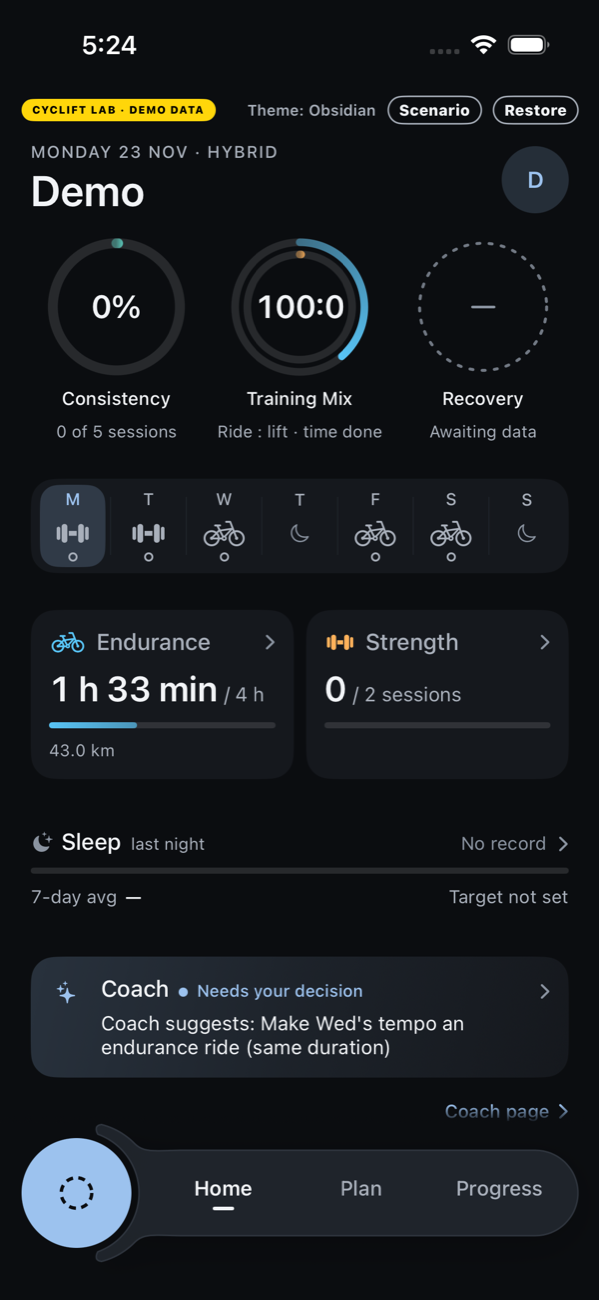 5:24
CYCLIFT LAB · DEMO DATA
Theme: Obsidian
Scenario
Restore
MONDAY 23 NOV · HYBRID
Demo
D
0%
100:0
—
Consistency
Training Mix
Recovery
0 of 5 sessions
Ride : lift · time done
Awaiting data
M T W T F S S
Endurance
1 h 33 min / 4 h
43.0 km
Strength
0 / 2 sessions
Sleep last night
No record
7-day avg —
Target not set
Coach
Needs your decision
Coach suggests: Make Wed's tempo an
endurance ride (same duration)
Coach page
Home
Plan
Progress